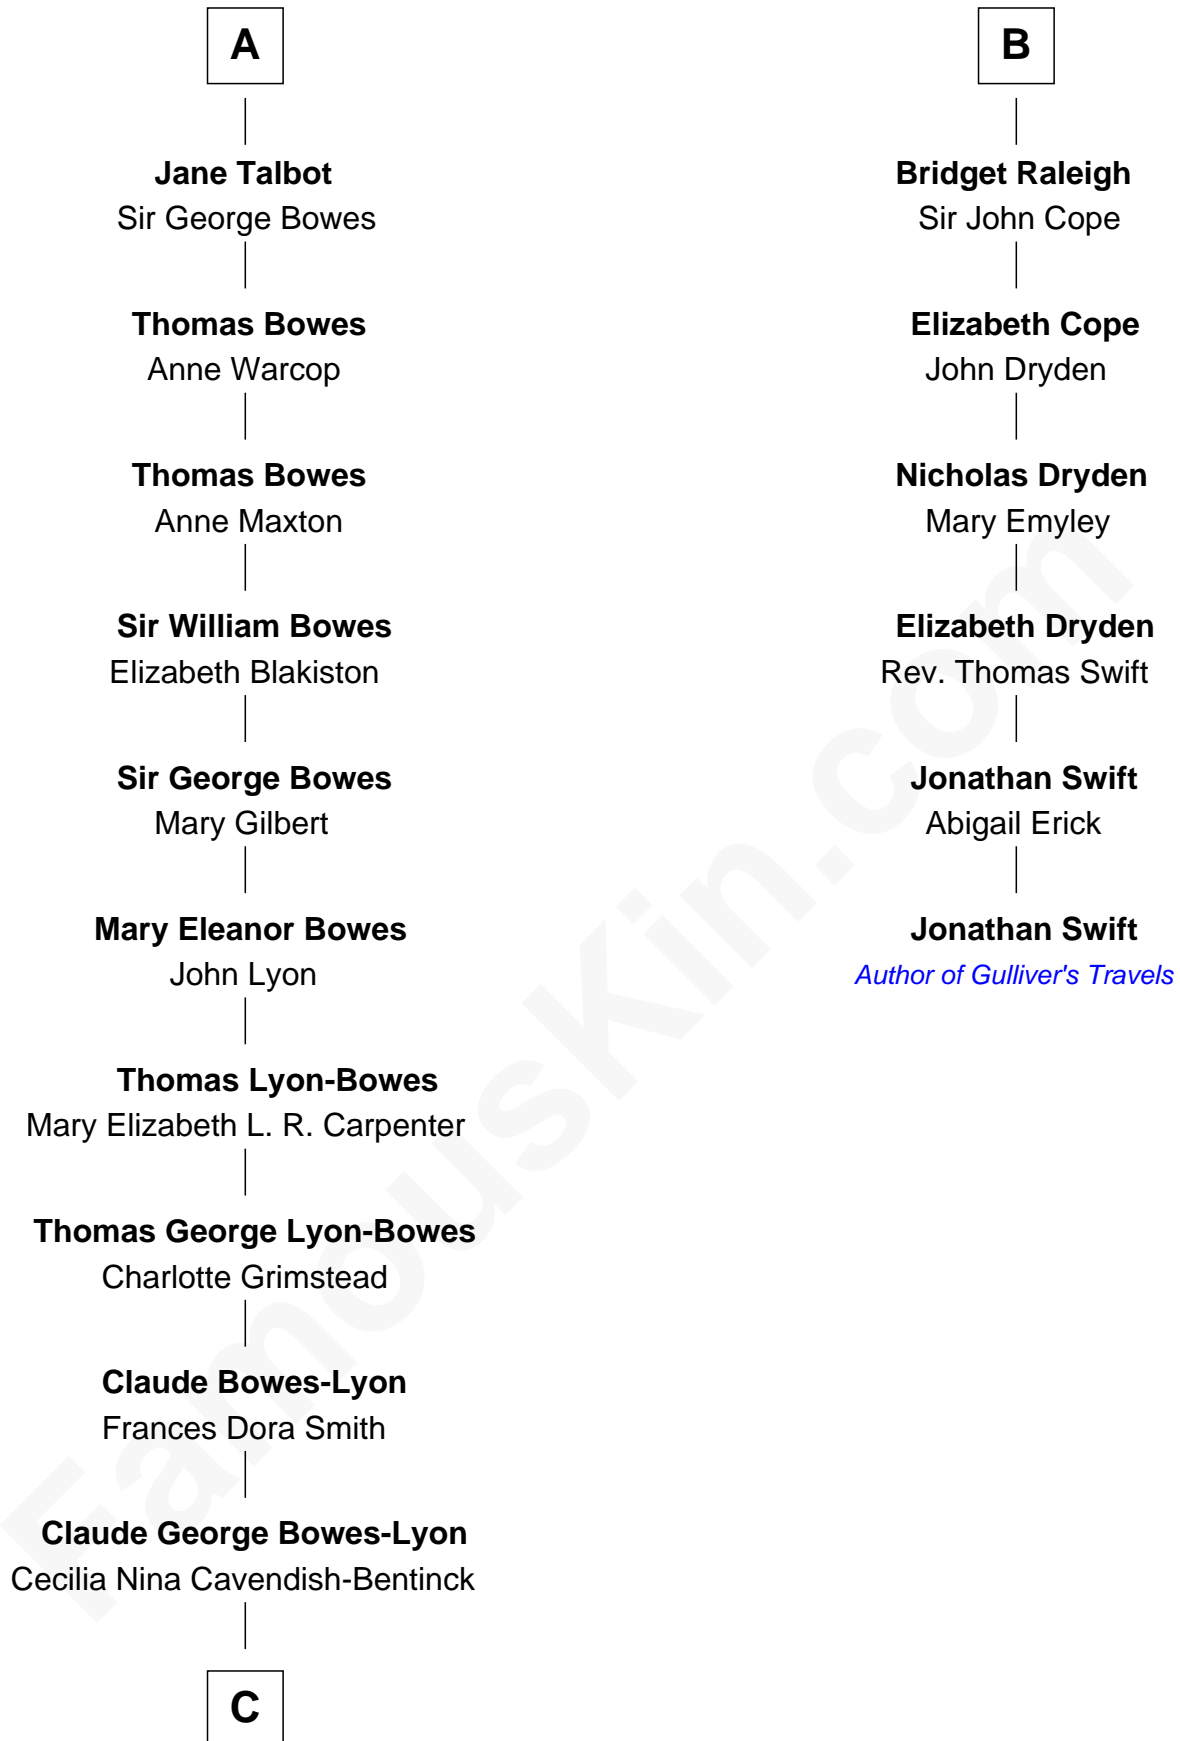 A
Jane Talbot
Sir George Bowes
Thomas Bowes
Anne Warcop
Thomas Bowes
Anne Maxton
Sir William Bowes
Elizabeth Blakiston
Sir George Bowes
Mary Gilbert
Mary Eleanor Bowes
John Lyon
Thomas Lyon-Bowes
Mary Elizabeth L. R. Carpenter
Thomas George Lyon-Bowes
Charlotte Grimstead
Claude Bowes-Lyon
Frances Dora Smith
Claude George Bowes-Lyon
Cecilia Nina Cavendish-Bentinck
C
B
Bridget Raleigh
Sir John Cope
Elizabeth Cope
John Dryden
Nicholas Dryden
Mary Emyley
Elizabeth Dryden
Rev. Thomas Swift
Jonathan Swift
Abigail Erick
Jonathan Swift
Author of Gulliver's Travels
FamousKin.com